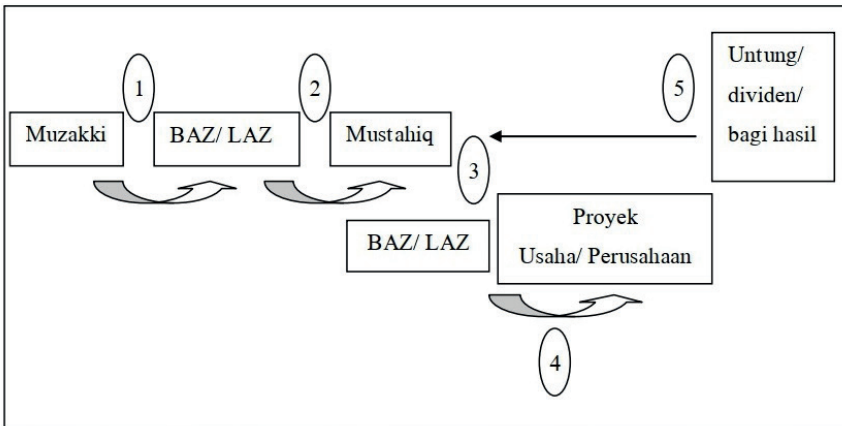 1
2
5
Untung/
dividen/
bagi hasil
Muzakki
BAZ/ LAZ
Mustahiq
3
BAZ/ LAZ
Proyek
Usaha/ Perusahaan
4